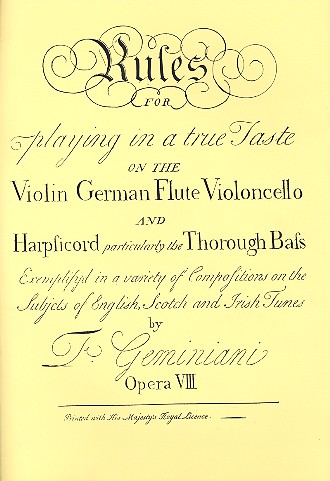 Rules
FOR
playing in a true Taste
ON THE
Violin German Flute Violoncello
AND
Harpſicord particularly the Thorough Baſs
Exemplify'd in a variety of Compoſitions on the
Subjcts of Engliſh, Scotch and Iriſh Tunes
by
F. Geminiani
Opera VIII.
Printed with His Majeſty's Royal Licence.